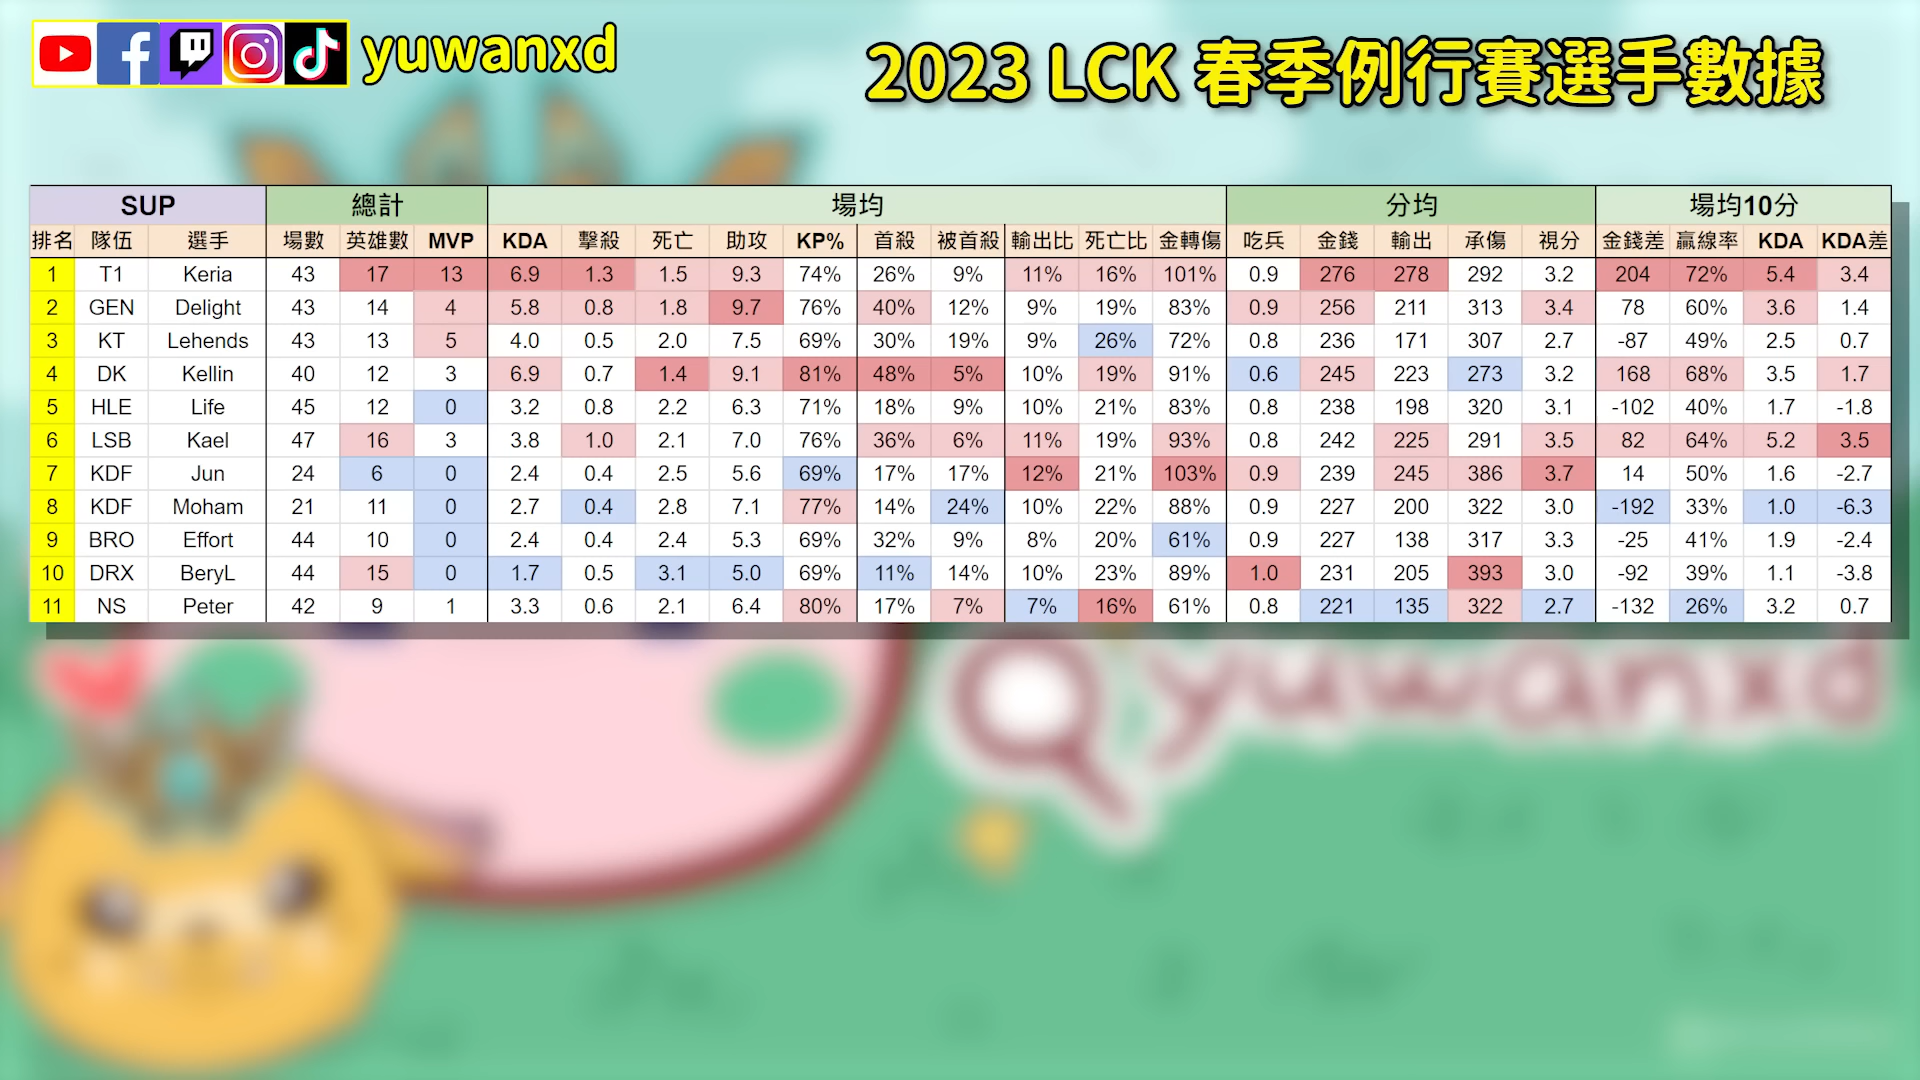 yuwanxd
2023 LCK 春季例行賽選手數據
SUP 總計 場均 分均 場均10分
排名 隊伍 選手 場數 英雄數 MVP KDA 擊殺 死亡 助攻 KP% 首殺 被首殺 輸出比 死亡比 金轉傷 吃兵 金錢 輸出 承傷 視分 金錢差 贏線率 KDA KDA差
1 T1 Keria 43 17 13 6.9 1.3 1.5 9.3 74% 26% 9% 11% 16% 101% 0.9 276 278 292 3.2 204 72% 5.4 3.4
2 GEN Delight 43 14 4 5.8 0.8 1.8 9.7 76% 40% 12% 9% 19% 83% 0.9 256 211 313 3.4 78 60% 3.6 1.4
3 KT Lehends 43 13 5 4.0 0.5 2.0 7.5 69% 30% 19% 9% 26% 72% 0.8 236 171 307 2.7 -87 49% 2.5 0.7
4 DK Kellin 40 12 3 6.9 0.7 1.4 9.1 81% 48% 5% 10% 19% 91% 0.6 245 223 273 3.2 168 68% 3.5 1.7
5 HLE Life 45 12 0 3.2 0.8 2.2 6.3 71% 18% 9% 10% 21% 83% 0.8 238 198 320 3.1 -102 40% 1.7 -1.8
6 LSB Kael 47 16 3 3.8 1.0 2.1 7.0 76% 36% 6% 11% 19% 93% 0.8 242 225 291 3.5 82 64% 5.2 3.5
7 KDF Jun 24 6 0 2.4 0.4 2.5 5.6 69% 17% 17% 12% 21% 103% 0.9 239 245 386 3.7 14 50% 1.6 -2.7
8 KDF Moham 21 11 0 2.7 0.4 2.8 7.1 77% 14% 24% 10% 22% 88% 0.9 227 200 322 3.0 -192 33% 1.0 -6.3
9 BRO Effort 44 10 0 2.4 0.4 2.4 5.3 69% 32% 9% 8% 20% 61% 0.9 227 138 317 3.3 -25 41% 1.9 -2.4
10 DRX BeryL 44 15 0 1.7 0.5 3.1 5.0 69% 11% 14% 10% 23% 89% 1.0 231 205 393 3.0 -92 39% 1.1 -3.8
11 NS Peter 42 9 1 3.3 0.6 2.1 6.4 80% 17% 7% 7% 16% 61% 0.8 221 135 322 2.7 -132 26% 3.2 0.7
yuwanxd